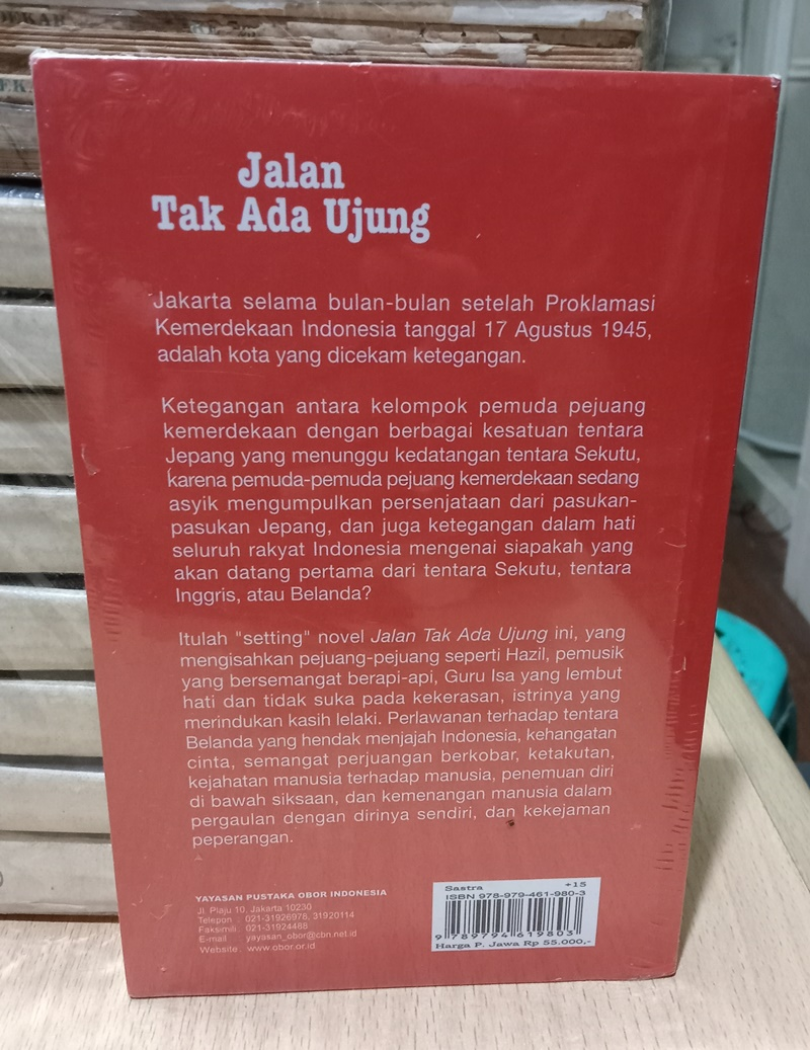 Jalan
Tak Ada Ujung
Jakarta selama bulan-bulan setelah Proklamasi
Kemerdekaan Indonesia tanggal 17 Agustus 1945,
adalah kota yang dicekam ketegangan.
Ketegangan antara kelompok pemuda pejuang
kemerdekaan dengan berbagai kesatuan tentara
Jepang yang menunggu kedatangan tentara Sekutu,
karena pemuda-pemuda pejuang kemerdekaan sedang
asyik mengumpulkan persenjataan dari pasukan-
pasukan Jepang, dan juga ketegangan dalam hati
seluruh rakyat Indonesia mengenai siapakah yang
akan datang pertama dari tentara Sekutu, tentara
Inggris, atau Belanda?
Itulah "setting" novel Jalan Tak Ada Ujung ini, yang
mengisahkan pejuang-pejuang seperti Hazil, pemusik
yang bersemangat berapi-api, Guru Isa yang lembut
hati dan tidak suka pada kekerasan, istrinya yang
merindukan kasih lelaki. Perlawanan terhadap tentara
Belanda yang hendak menjajah Indonesia, kehangatan
cinta, semangat perjuangan berkobar, ketakutan,
kejahatan manusia terhadap manusia, penemuan diri
di bawah siksaan, dan kemenangan manusia dalam
pergaulan dengan dirinya sendiri, dan kekejaman
peperangan.
YAYASAN PUSTAKA OBOR INDONESIA
Jl. Plaju 10, Jakarta 10230
Telepon : 021-31926978, 31920114
Faksimili : 021-31924488
E-mail : yayasan_obor@cbn.net.id
Website : www.obor.or.id
Sastra +15
ISBN 978-979-461-980-3
9 789794 619803
Harga P. Jawa Rp 55.000,-